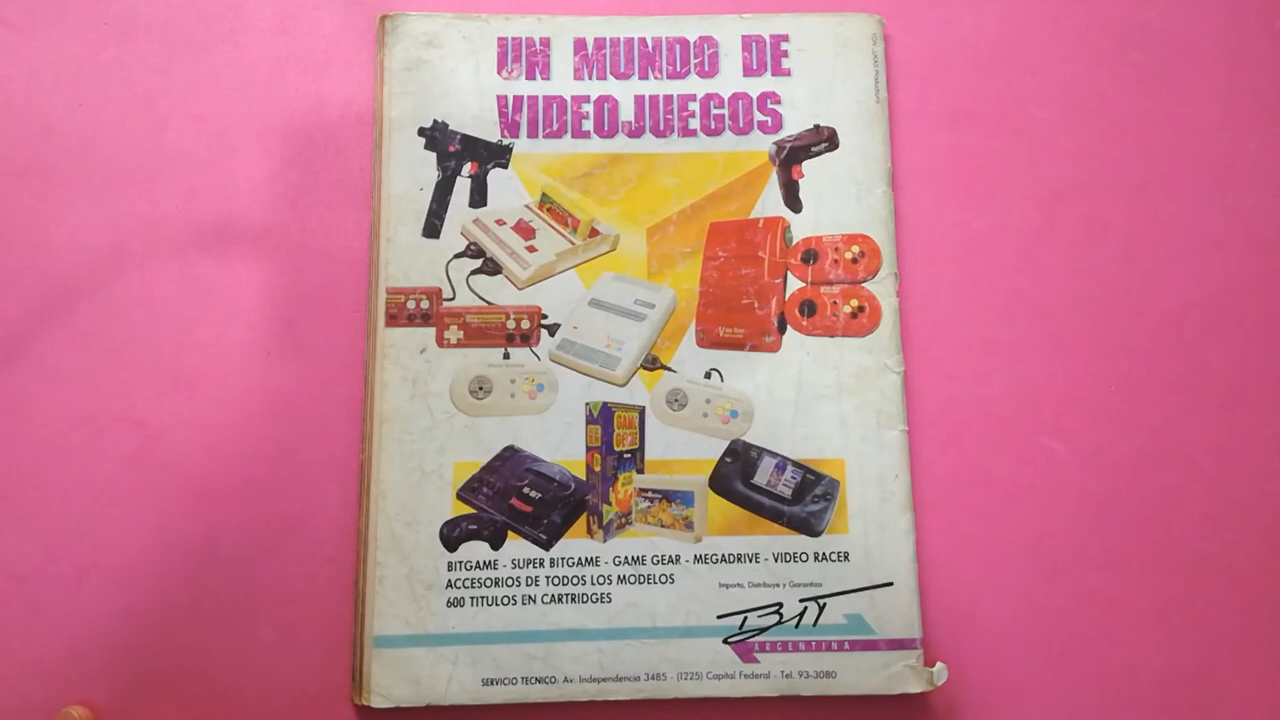 UN MUNDO DE
VIDEOJUEGOS
GAME
GENIE
16-BIT
BITGAME - SUPER BITGAME - GAME GEAR - MEGADRIVE - VIDEO RACER
ACCESORIOS DE TODOS LOS MODELOS
600 TITULOS EN CARTRIDGES
Importa, Distribuye y Garantiza
BIT
ARGENTINA
SERVICIO TECNICO: Av. Independencia 3485 - (1225) Capital Federal - Tel. 93-3080